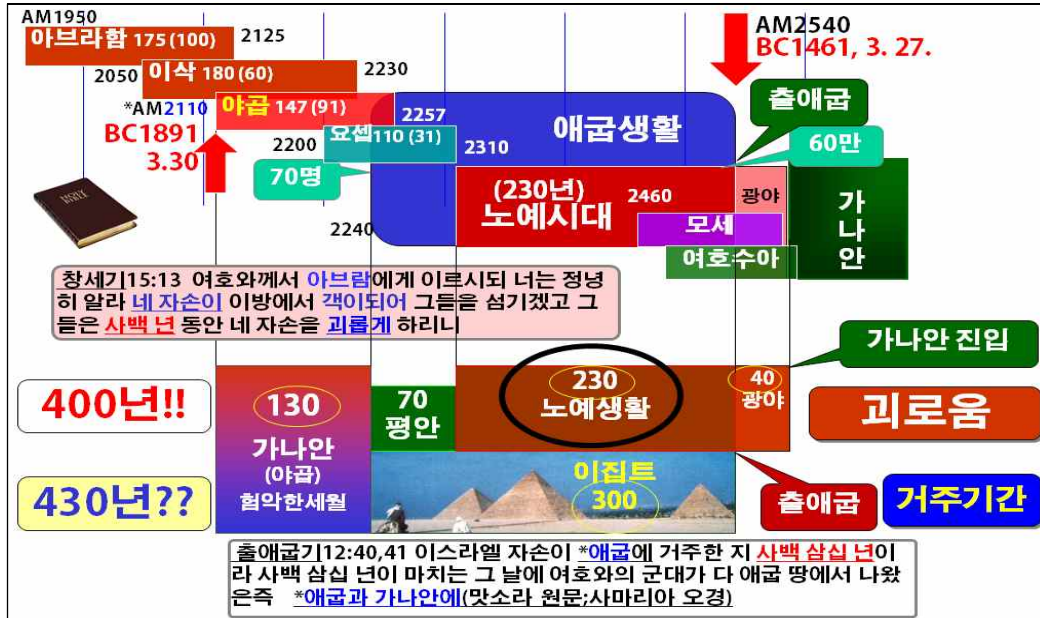 AM1950
아브라함 175 (100)
2125
2050
이삭 180 (60)
2230
*AM2110
야곱 147 (91)
2257
BC1891
3.30
2200
요셉110 (31)
2310
70명
2240
애굽생활
AM2540
BC1461, 3. 27.
출애굽
60만
(230년)
노예시대
2460
광야
모세
여호수아
가
나
안
창세기15:13 여호와께서 아브람에게 이르시되 너는 정녕
히 알라 네 자손이 이방에서 객이되어 그들을 섬기겠고 그
들은 사백 년 동안 네 자손을 괴롭게 하리니
가나안 진입
400년!!
130
가나안
(야곱)
험악한세월
70
평안
230
노예생활
40
광야
괴로움
430년??
이집트
300
출애굽
거주기간
출애굽기12:40,41 이스라엘 자손이 *애굽에 거주한 지 사백 삼십 년이
라 사백 삼십 년이 마치는 그 날에 여호와의 군대가 다 애굽 땅에서 나왔
은즉 *애굽과 가나안에(맛소라 원문;사마리아 오경)